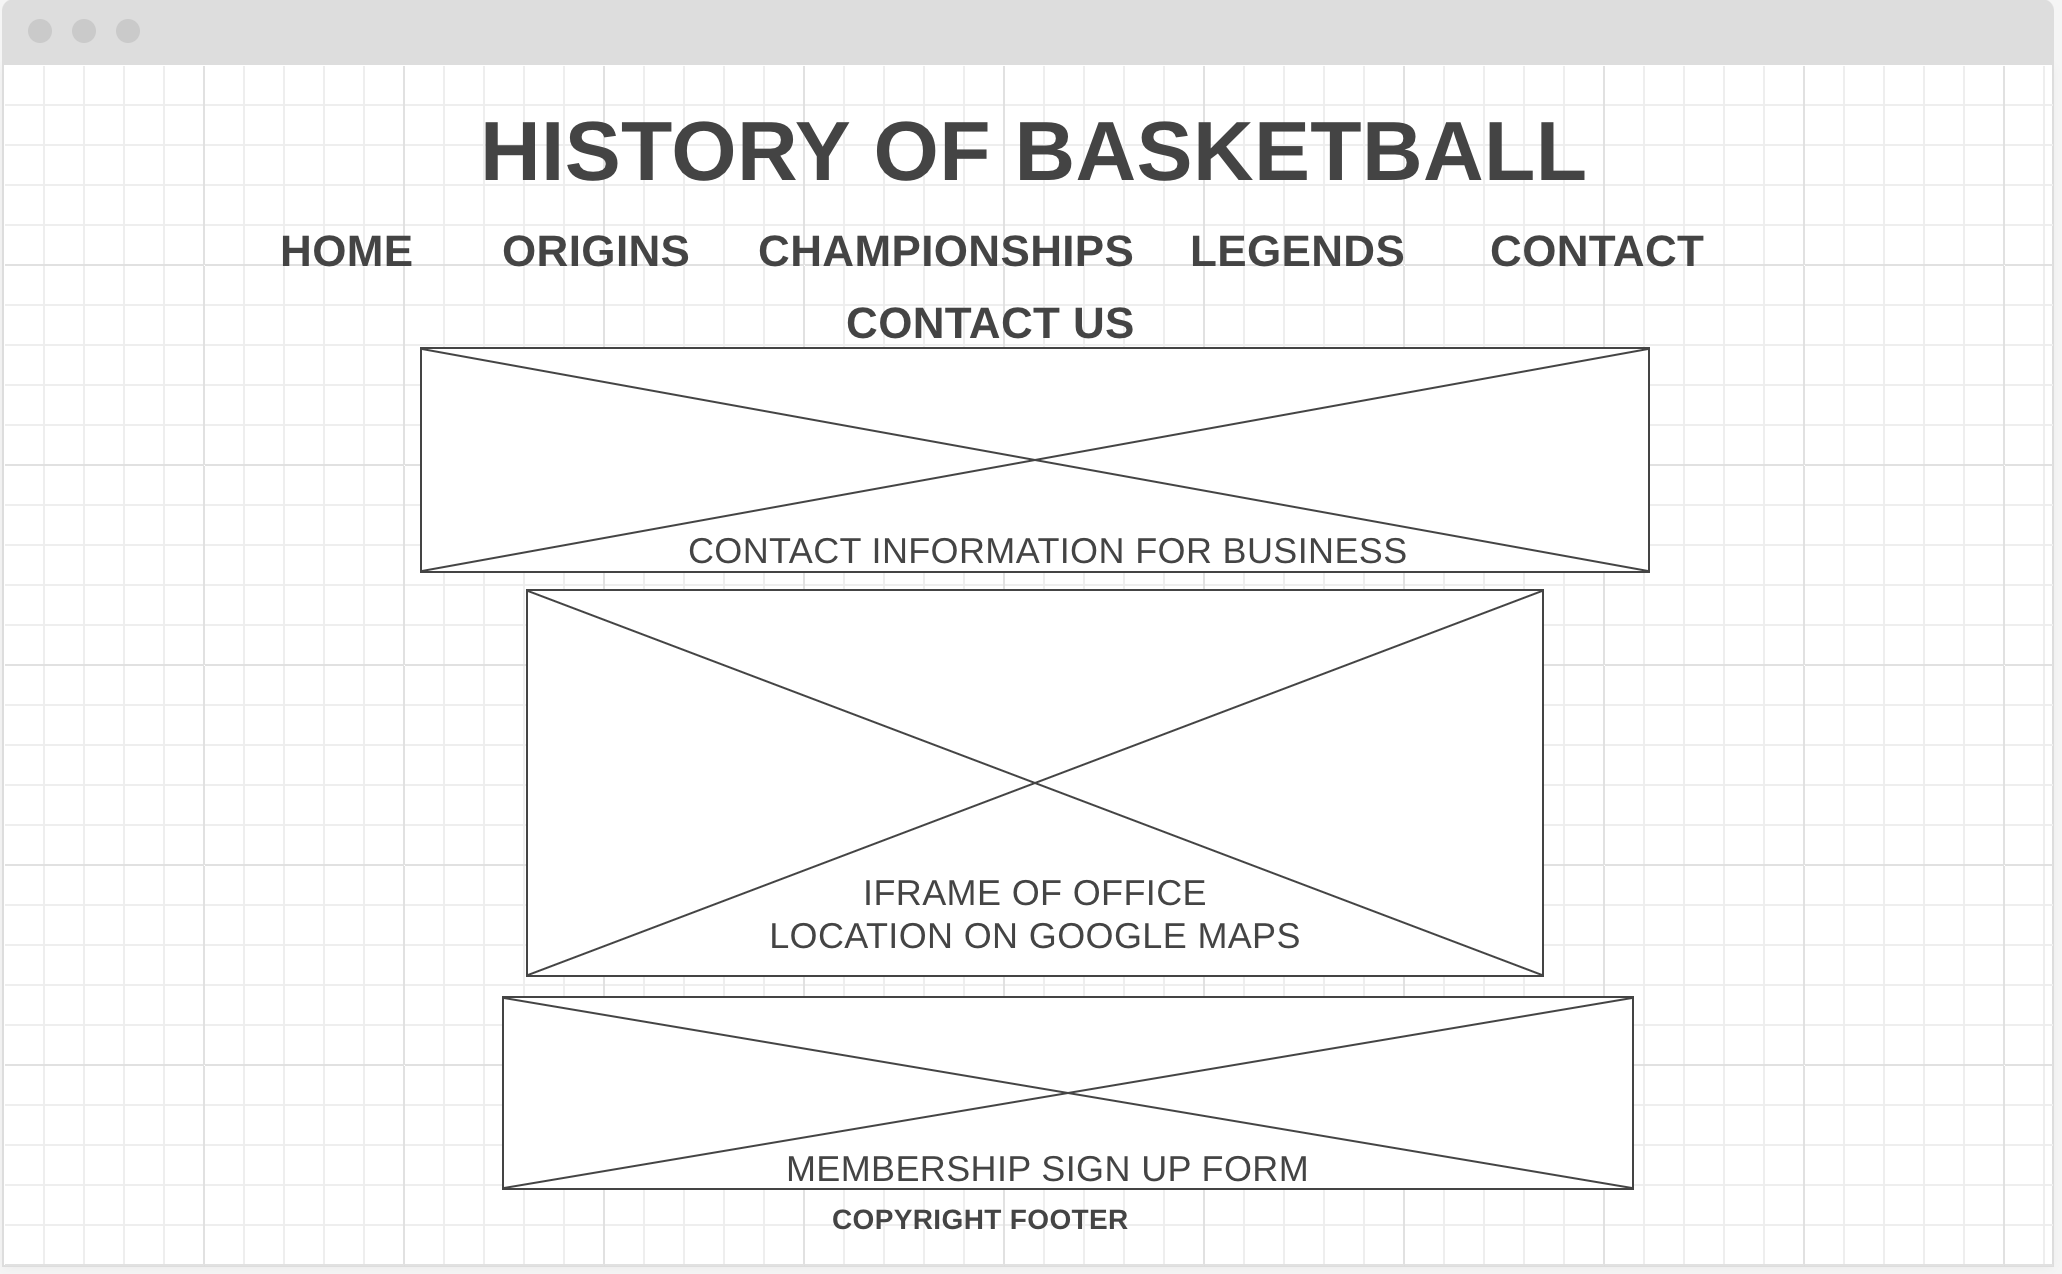 HISTORY OF BASKETBALL
HOME ORIGINS CHAMPIONSHIPS LEGENDS CONTACT
CONTACT US
CONTACT INFORMATION FOR BUSINESS
IFRAME OF OFFICE
LOCATION ON GOOGLE MAPS
MEMBERSHIP SIGN UP FORM
COPYRIGHT FOOTER